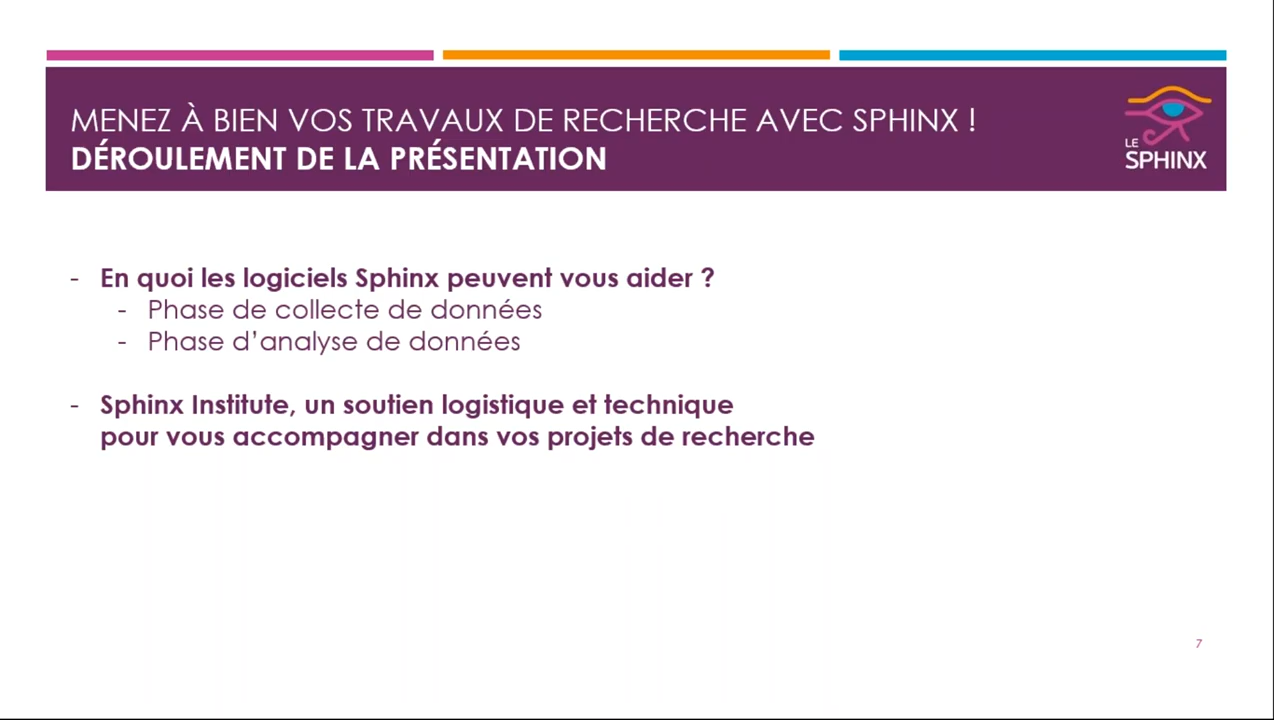 MENEZ À BIEN VOS TRAVAUX DE RECHERCHE AVEC SPHINX !
DÉROULEMENT DE LA PRÉSENTATION
LE
SPHINX
- En quoi les logiciels Sphinx peuvent vous aider ?
- Phase de collecte de données
- Phase d’analyse de données
- Sphinx Institute, un soutien logistique et technique
pour vous accompagner dans vos projets de recherche
7